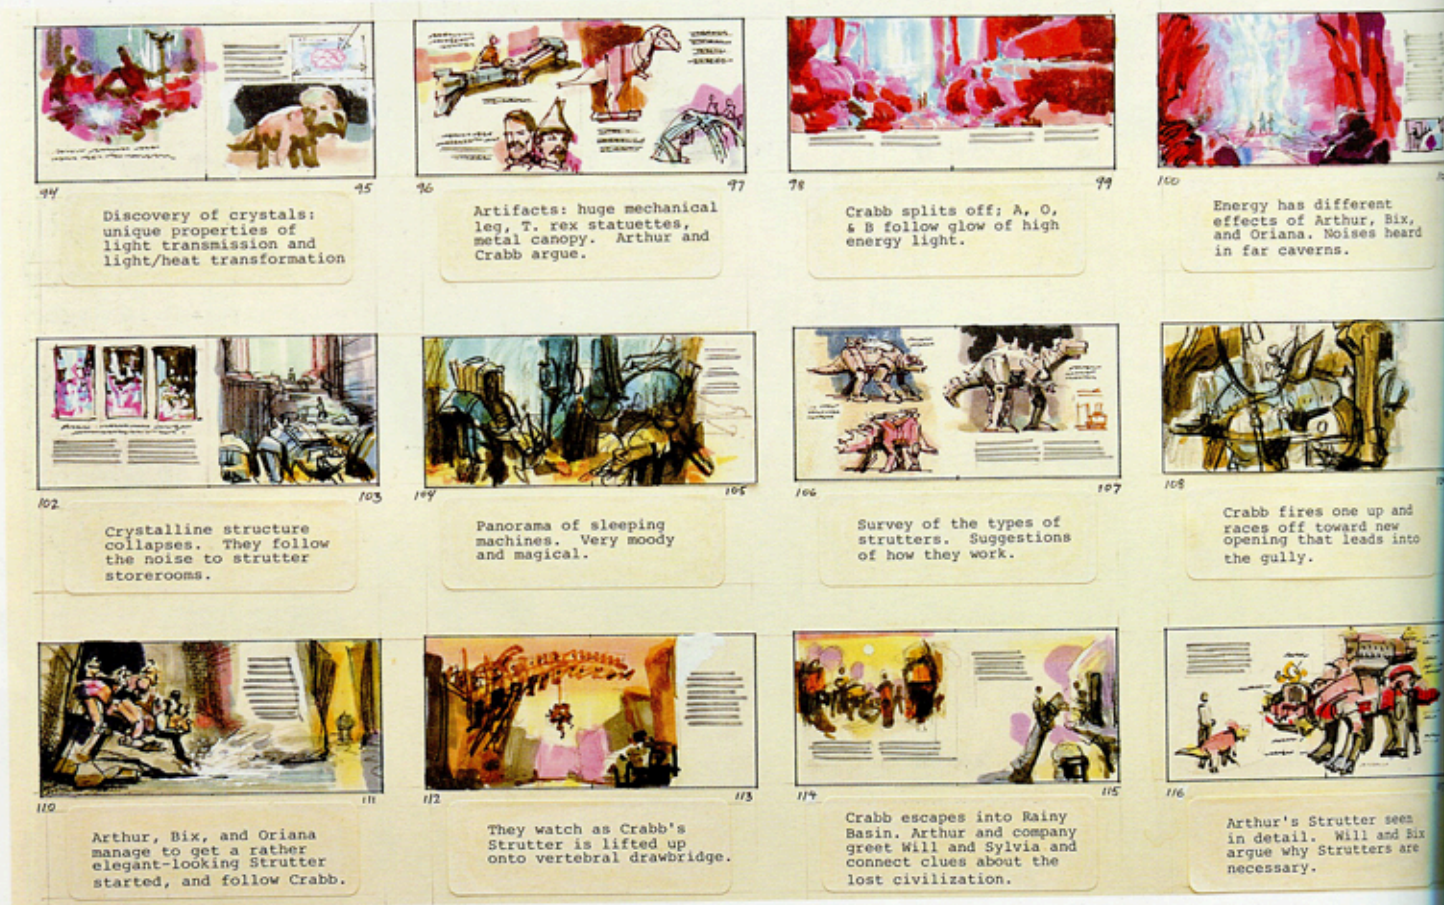 94 95
Discovery of crystals:
unique properties of
light transmission and
light/heat transformation
96 97
Artifacts: huge mechanical
leg, T. rex statuettes,
metal canopy. Arthur and
Crabb argue.
98 99
Crabb splits off; A, O,
& B follow glow of high
energy light.
100
Energy has different
effects of Arthur, Bix,
and Oriana. Noises heard
in far caverns.
102 103
Crystalline structure
collapses. They follow
the noise to strutter
storerooms.
104 105
Panorama of sleeping
machines. Very moody
and magical.
106 107
Survey of the types of
strutters. Suggestions
of how they work.
108
Crabb fires one up and
races off toward new
opening that leads into
the gully.
110 111
Arthur, Bix, and Oriana
manage to get a rather
elegant-looking Strutter
started, and follow Crabb.
112 113
They watch as Crabb's
Strutter is lifted up
onto vertebral drawbridge.
114 115
Crabb escapes into Rainy
Basin. Arthur and company
greet Will and Sylvia and
connect clues about the
lost civilization.
116
Arthur's Strutter seen
in detail. Will and Bix
argue why Strutters are
necessary.